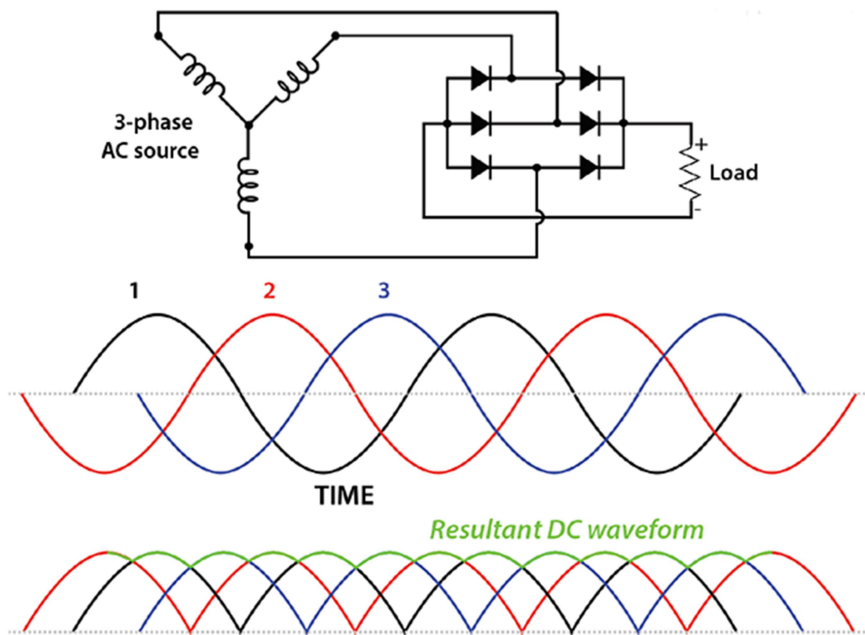 3-phase
AC source
+
Load
-
1 2 3
TIME
Resultant DC waveform